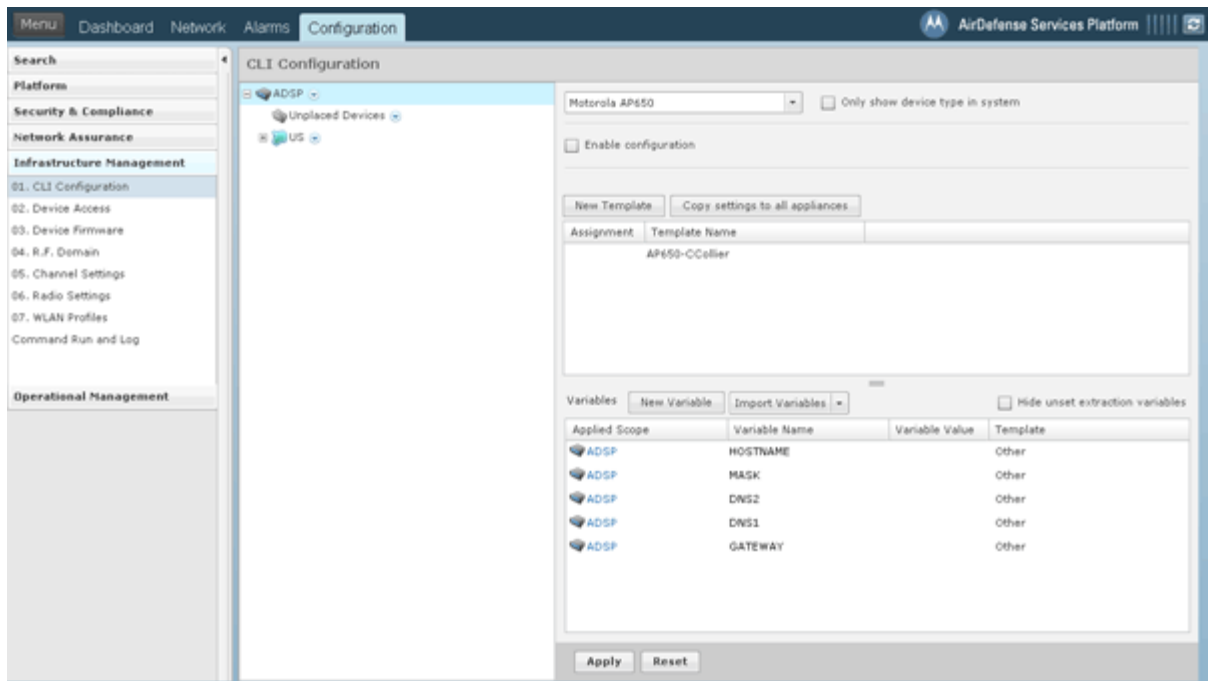 Menu Dashboard Network Alarms Configuration AirDefense Services Platform
Search
Platform
Security & Compliance
Network Assurance
Infrastructure Management
01. CLI Configuration
02. Device Access
03. Device Firmware
04. R.F. Domain
05. Channel Settings
06. Radio Settings
07. WLAN Profiles
Command Run and Log
Operational Management
CLI Configuration
ADSP
Unplaced Devices
US
Motorola AP650 Only show device type in system
Enable configuration
New Template Copy settings to all appliances
Assignment Template Name
AP650-CCollier
Variables New Variable Import Variables Hide unset extraction variables
Applied Scope Variable Name Variable Value Template
ADSP HOSTNAME Other
ADSP MASK Other
ADSP DNS2 Other
ADSP DNS1 Other
ADSP GATEWAY Other
Apply Reset